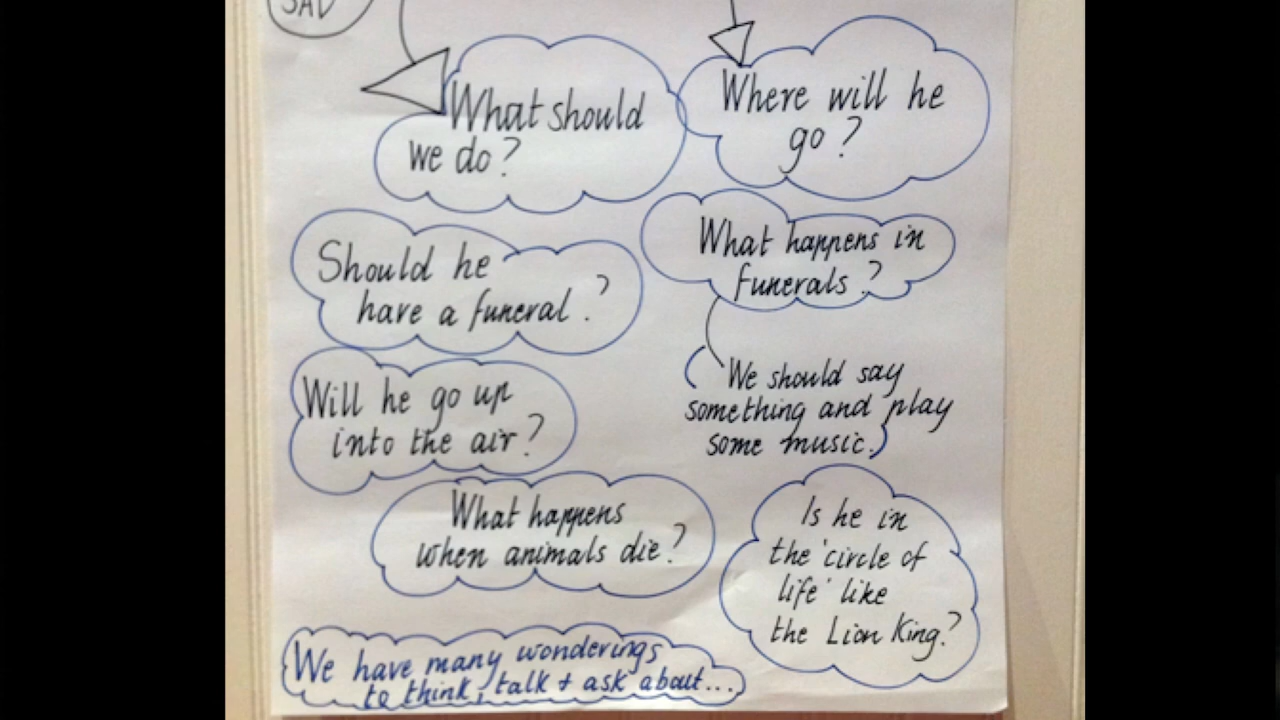 SAD
What should
we do?
Where will he
go?
Should he
have a funeral.?
What happens in
funerals?
(We should say
something and play
some music.)
Will he go up
into the air?
What happens
when animals die?
Is he in
the 'circle of
life' like
the Lion King?
We have many wonderings
to think, talk + ask about...